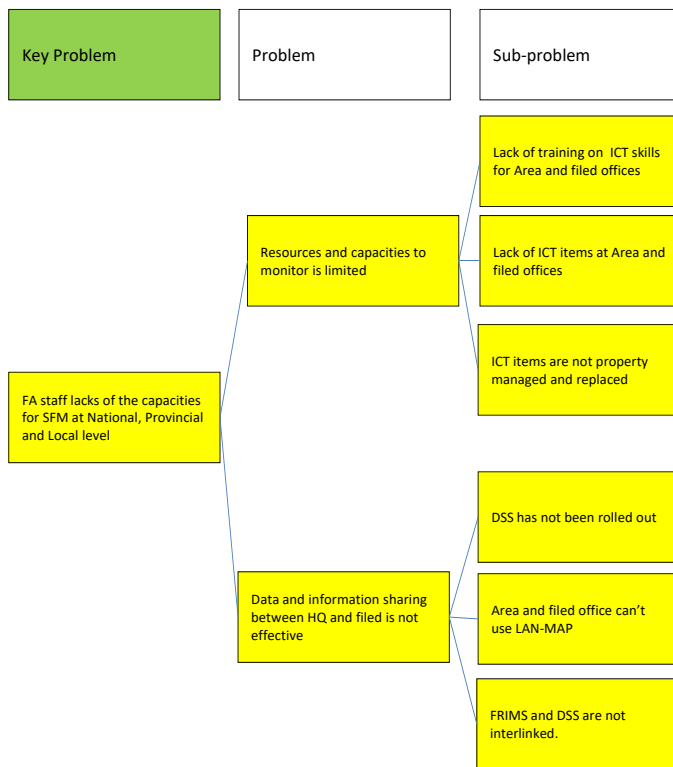 Key Problem
Problem
Sub-problem
Lack of training on ICT skills
for Area and filed offices
Resources and capacities to
monitor is limited
Lack of ICT items at Area and
filed offices
ICT items are not property
managed and replaced
FA staff lacks of the capacities
for SFM at National, Provincial
and Local level
DSS has not been rolled out
Data and information sharing
between HQ and filed is not
effective
Area and filed office can't
use LAN-MAP
FRIMS and DSS are not
interlinked.